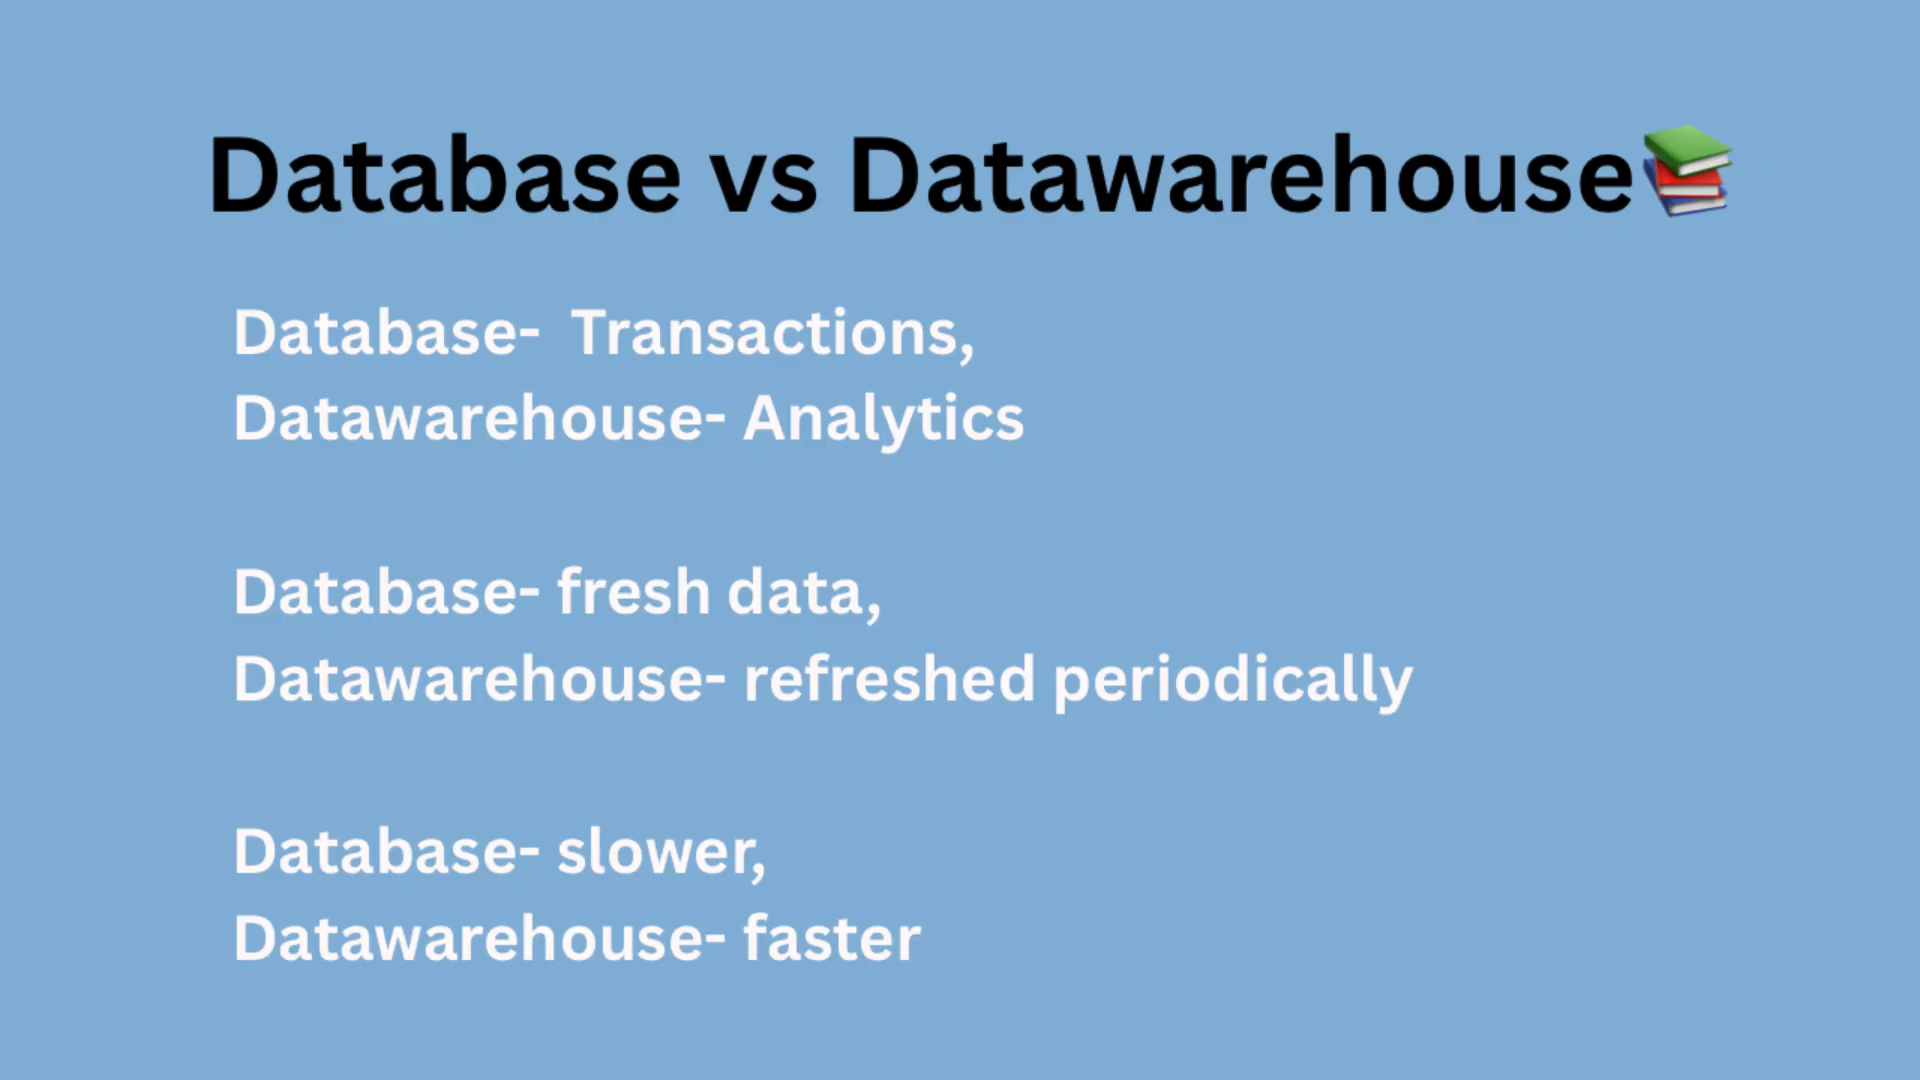 Database vs Datawarehouse📚
Database-  Transactions,
Datawarehouse- Analytics
Database- fresh data,
Datawarehouse- refreshed periodically
Database- slower,
Datawarehouse- faster